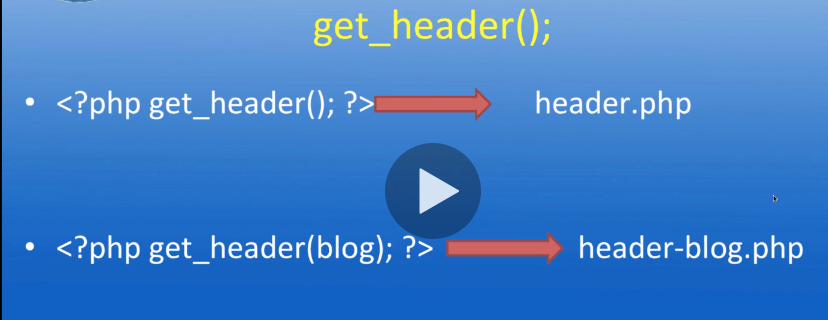 get_header();
• <?php get_header(); ?> header.php
• <?php get_header(blog); ?> header-blog.php